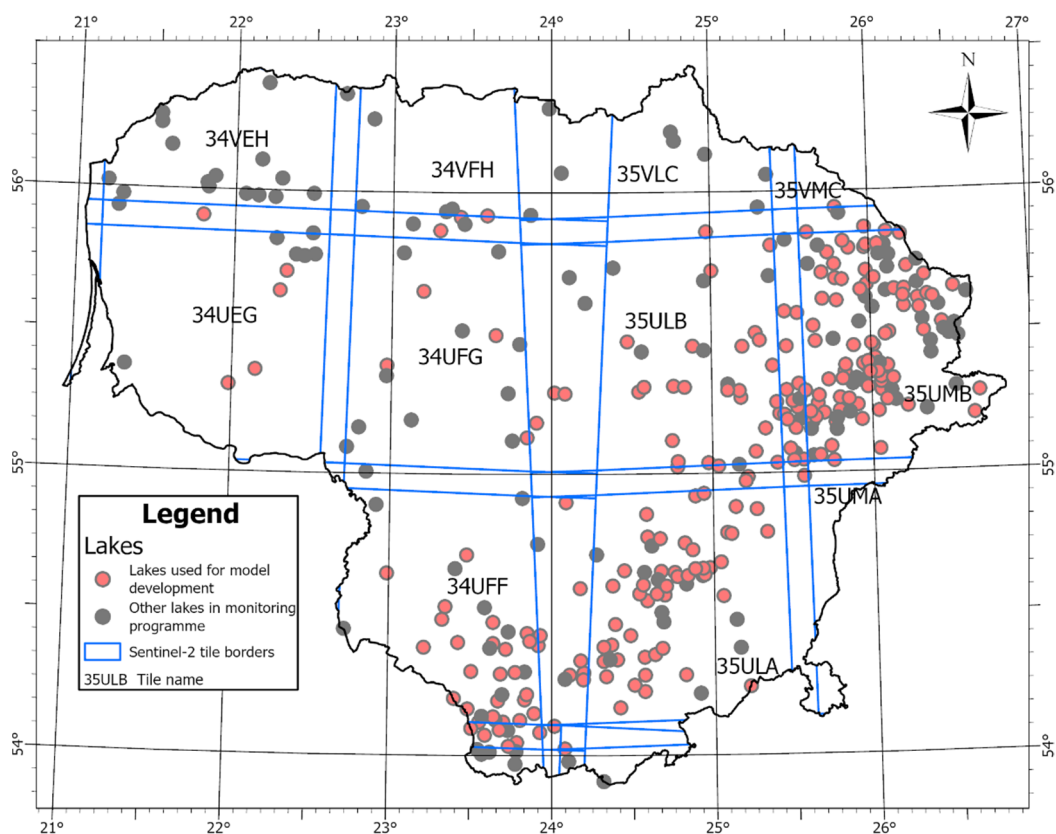 21°
22°
23°
24°
25°
26°
27°
N
34VEH
34VFH
35VLC
35VMC
56°
56°
34UEG
34UFG
35ULB
35UMB
55°
55°
35UMA
Legend
Lakes
Lakes used for model
development
Other lakes in monitoring
programme
Sentinel-2 tile borders
35ULB Tile name
34UFF
35ULA
54°
54°
21°
22°
23°
24°
25°
26°